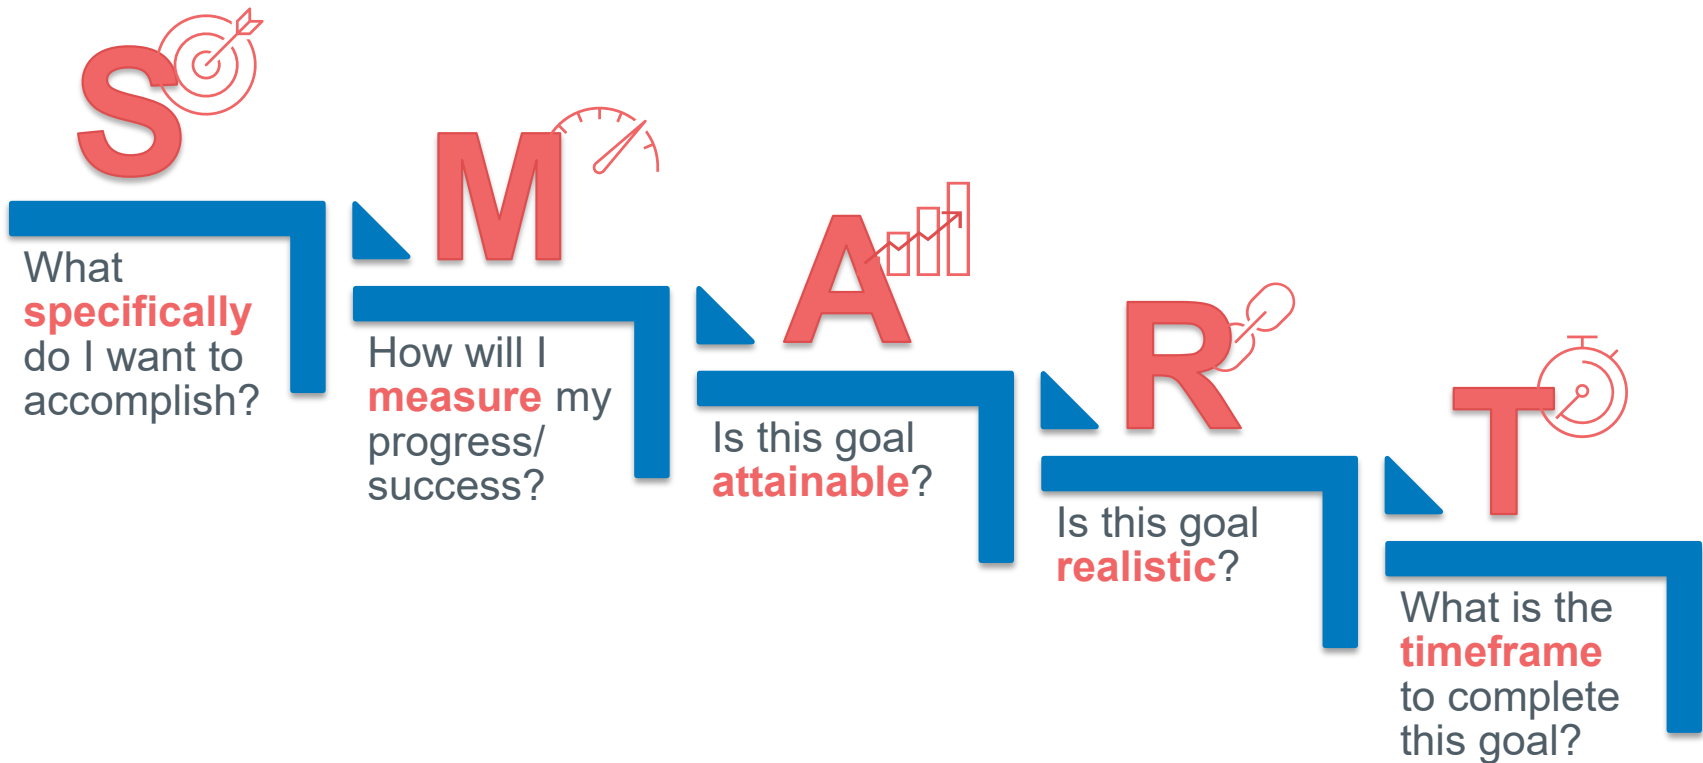 S
What
specifically
do I want to
accomplish?
M
How will I
measure my
progress/
success?
A
Is this goal
attainable?
R
Is this goal
realistic?
T
What is the
timeframe
to complete
this goal?